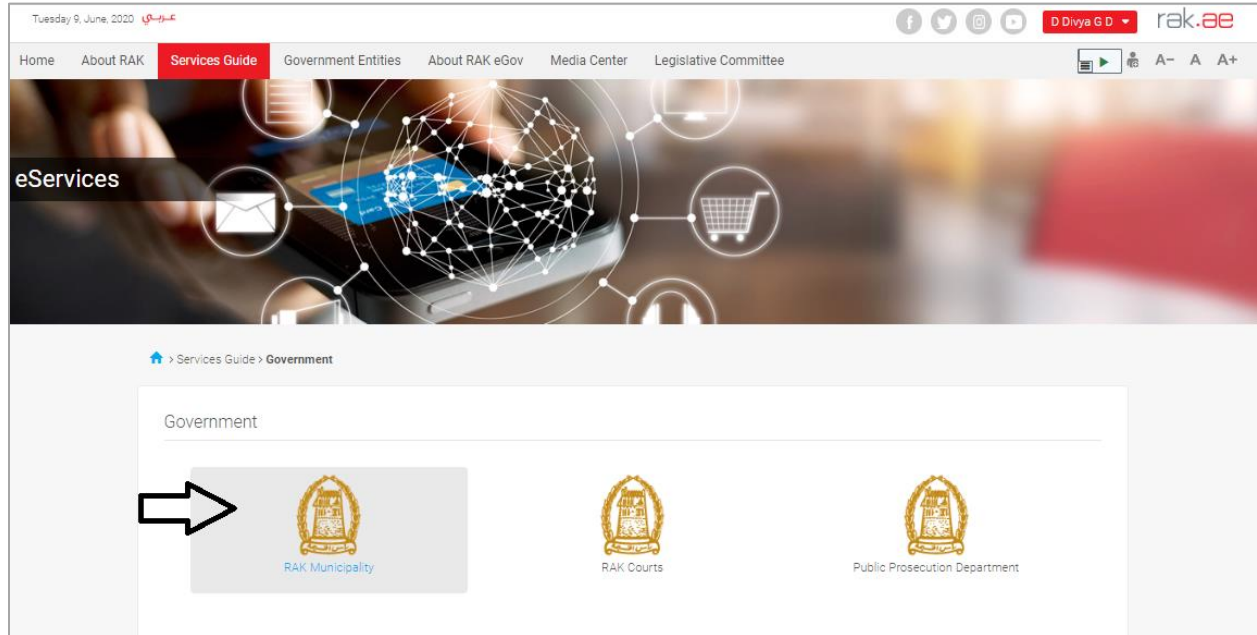 Tuesday 9, June, 2020 عربي
D Divya G D
rak.ae
Home About RAK Services Guide Government Entities About RAK eGov Media Center Legislative Committee A- A A+
eServices
> Services Guide > Government
Government
RAK Municipality RAK Courts Public Prosecution Department